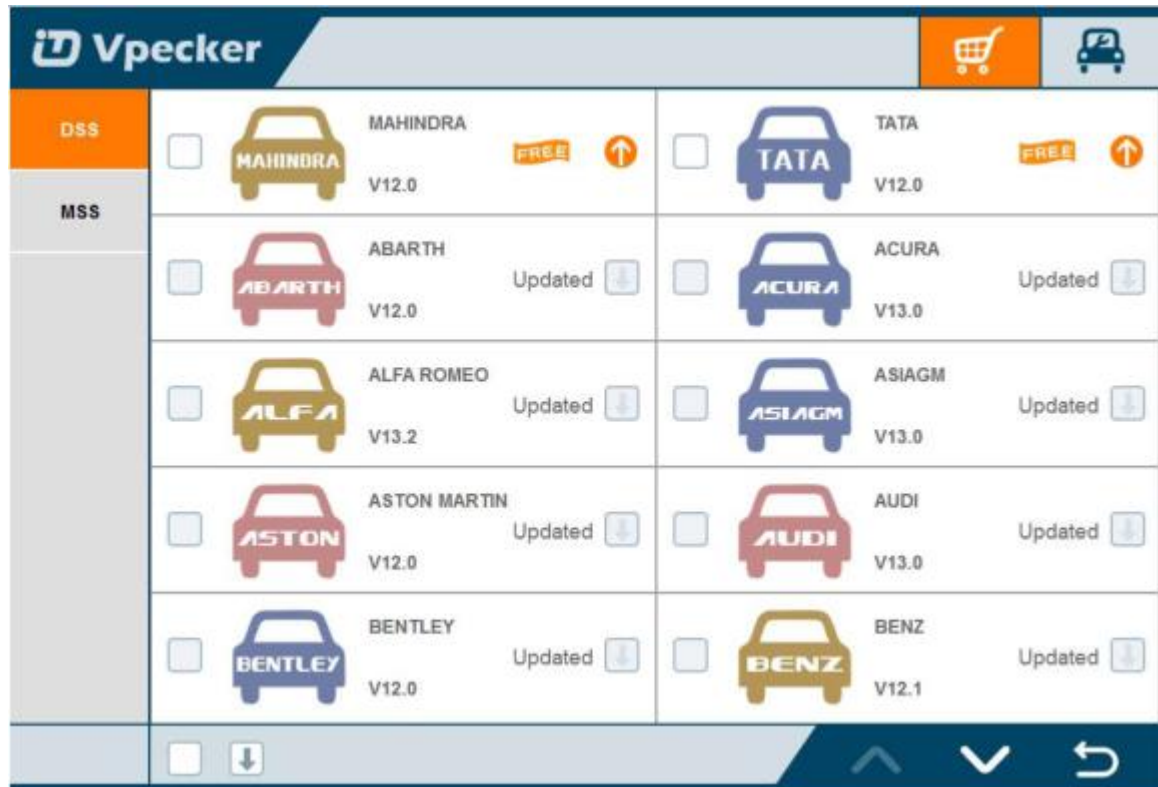 Vpecker
DSS
MSS
MAHINDRA
MAHINDRA
FREE
V12.0
TATA
TATA
FREE
V12.0
ABARTH
ABARTH
Updated
V12.0
ACURA
ACURA
Updated
V13.0
ALFA ROMEO
ALFA
Updated
V13.2
ASIAGM
ASIAGM
Updated
V13.0
ASTON MARTIN
ASTON
Updated
V12.0
AUDI
AUDI
Updated
V13.0
BENTLEY
BENTLEY
Updated
V12.0
BENZ
BENZ
Updated
V12.1